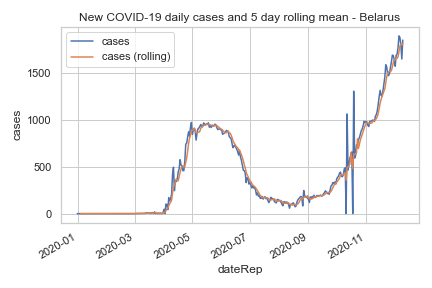 New COVID-19 daily cases and 5 day rolling mean - Belarus
cases
cases (rolling)
1500
1000
500
0
cases
2020-01
2020-03
2020-05
2020-07
2020-09
2020-11
dateRep